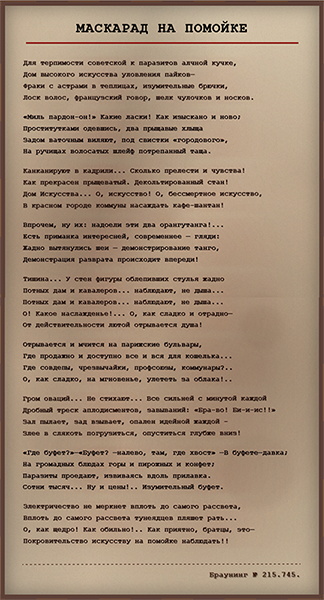 МАСКАРАД НА ПОМОЙКЕ
Для терпимости советской к паразитов алчной кучке,
Дом высокого искусства уловления пайков—
Фраки с астрами в теплицах, изумительные брючки,
Лоск волос, французский говор, шелк чулочков и носков.
«Миль пардон-он!» Какие ласки! Как изыскано и ново;
Проститутками одевшись, два прыщавые хлыща
Задом ваточным виляют, под свистки «городового»,
На ручищах волосатых шлейф потрепанный таща.
Канканируют в кадрили... Сколько прелести и чувства!
Как прекрасен прыщеватый. Декольтированный стан!
Дом Искусства... О, искусство! О, бессмертное искусство,
В красном городе коммуны насаждать кафе-шантан!
Впрочем, ну их: надоели эти два орангутанга!...
Есть приманка интересней, современнее — гляди:
Жадно вытянулись шеи — демонстрирование танго,
Демонстрация разврата происходит впереди!
Тишина... У стен фигуры облепивших стулья жадно
Потных дам и кавалеров... наблюдают, не дыша...
Потных дам и кавалеров... наблюдают, не дыша...
О! Какое наслажденье!... О, как сладко и отрадно—
От действительности лютой отрывается душа!
Отрывается и мчится на парижские бульвары,
Где продажно и доступно все и вся для кошелька...
Где совдепы, чрезвычайки, профсоюзы, коммунары?..
О, как сладко, на мгновенье, улететь за облака!..
Гром оваций... Не стихают... Все сильней с минутой каждой
Дробный треск аплодисментов, завываний: «Бра-во! Би-и-ис!!»
Зал пылает, зад взывает, опален идейной жаждой –
Злее в слякоть погрузиться, опуститься глубже вниз!
«Где буфет?»—«Буфет? —налево, там, где хвост» —В буфете-давка;
На громадных блюдах горы и пирожных и конфет;
Паразиты проедают, извиваясь вдоль прилавка.
Сотни тысяч... Ну и цены!.. Изумительный буфет.
Электричество не меркнет вплоть до самого рассвета,
Вплоть до самого рассвета тунеядцев пляшет рать...
О, как щедро! Как обильно!.. Как приятно, братцы, это—
Покровительство искусству на помойке наблюдать!!
Браунинг № 215.745.